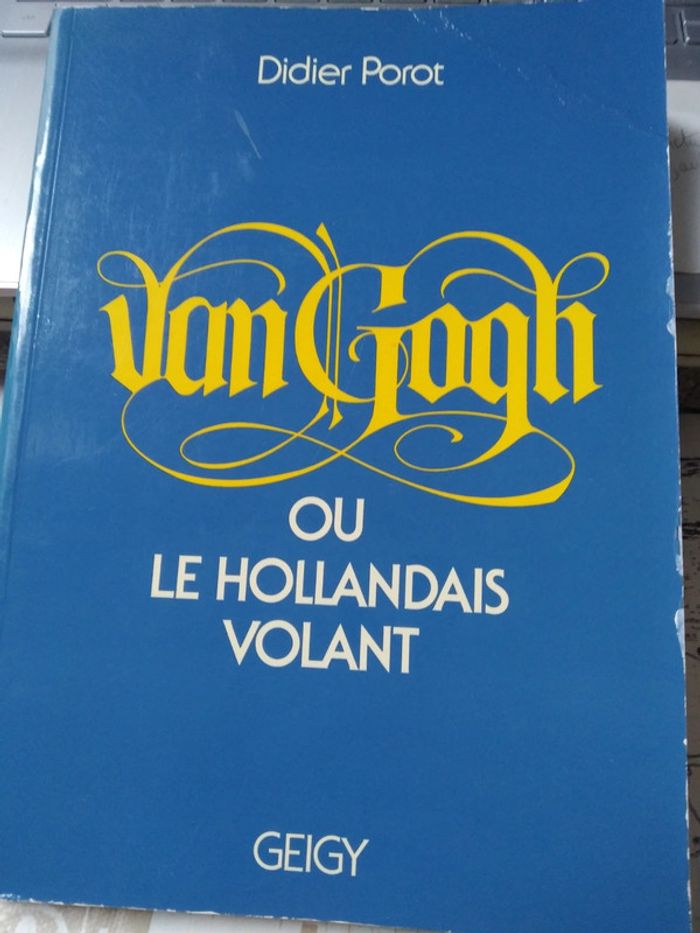 Didier Porot
Van Gogh
OU
LE HOLLANDAIS
VOLANT
GEIGY